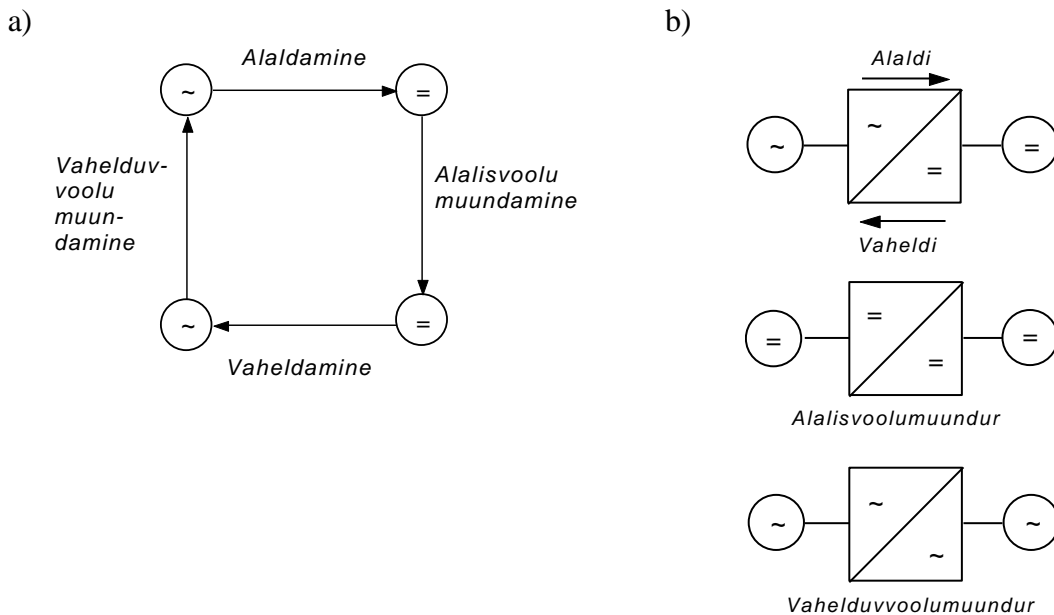 a)
Alaldamine
~
=
Vahelduv-
voolu
muun-
damine
Alalisvoolu
muundamine
~
=
Vaheldamine
b)
Alaldi
~
~
=
=
Vaheldi
=
=
=
=
Alalisvoolumuundur
~
~
~
~
Vahelduvvoolumuundur